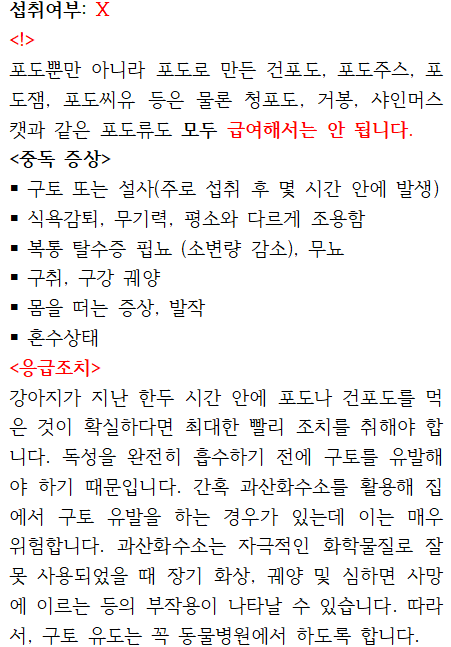 섭취여부: X
<!>
포도뿐만 아니라 포도로 만든 건포도, 포도주스, 포
도잼, 포도씨유 등은 물론 청포도, 거봉, 샤인머스
캣과 같은 포도류도 모두 급여해서는 안 됩니다.
<중독 증상>
▪ 구토 또는 설사(주로 섭취 후 몇 시간 안에 발생)
▪ 식욕감퇴, 무기력, 평소와 다르게 조용함
▪ 복통 탈수증 핍뇨 (소변량 감소), 무뇨
▪ 구취, 구강 궤양
▪ 몸을 떠는 증상, 발작
▪ 혼수상태
<응급조치>
강아지가 지난 한두 시간 안에 포도나 건포도를 먹
은 것이 확실하다면 최대한 빨리 조치를 취해야 합
니다. 독성을 완전히 흡수하기 전에 구토를 유발해
야 하기 때문입니다. 간혹 과산화수소를 활용해 집
에서 구토 유발을 하는 경우가 있는데 이는 매우
위험합니다. 과산화수소는 자극적인 화학물질로 잘
못 사용되었을 때 장기 화상, 궤양 및 심하면 사망
에 이르는 등의 부작용이 나타날 수 있습니다. 따라
서, 구토 유도는 꼭 동물병원에서 하도록 합니다.